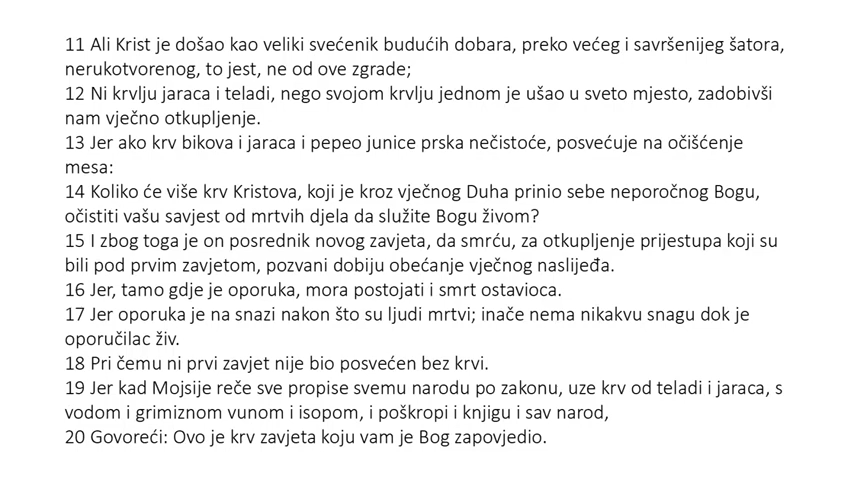 11 Ali Krist je došao kao veliki svećenik budućih dobara, preko većeg i savršenijeg šatora,
nerukotvorenog, to jest, ne od ove zgrade;
12 Ni krvlju jaraca i teladi, nego svojom krvlju jednom je ušao u sveto mjesto, zadobivši
nam vječno otkupljenje.
13 Jer ako krv bikova i jaraca i pepeo junice prska nečistoće, posvećuje na očišćenje
mesa:
14 Koliko će više krv Kristova, koji je kroz vječnog Duha prinio sebe neporočnog Bogu,
očistiti vašu savjest od mrtvih djela da služite Bogu živom?
15 I zbog toga je on posrednik novog zavjeta, da smrću, za otkupljenje prijestupa koji su
bili pod prvim zavjetom, pozvani dobiju obećanje vječnog naslijeđa.
16 Jer, tamo gdje je oporuka, mora postojati i smrt ostavioca.
17 Jer oporuka je na snazi nakon što su ljudi mrtvi; inače nema nikakvu snagu dok je
oporučilac živ.
18 Pri čemu ni prvi zavjet nije bio posvećen bez krvi.
19 Jer kad Mojsije reče sve propise svemu narodu po zakonu, uze krv od teladi i jaraca, s
vodom i grimiznom vunom i isopom, i poškropi i knjigu i sav narod,
20 Govoreći: Ovo je krv zavjeta koju vam je Bog zapovjedio.